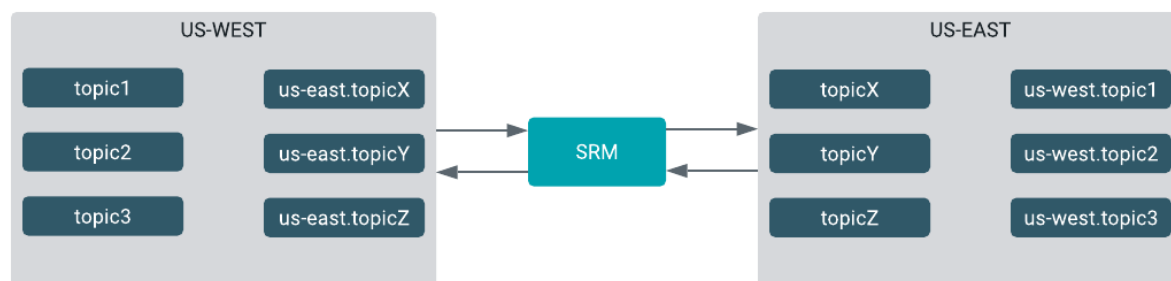 US-WEST
topic1
us-east.topicX
topic2
us-east.topicY
topic3
us-east.topicZ
SRM
US-EAST
topicX
us-west.topic1
topicY
us-west.topic2
topicZ
us-west.topic3